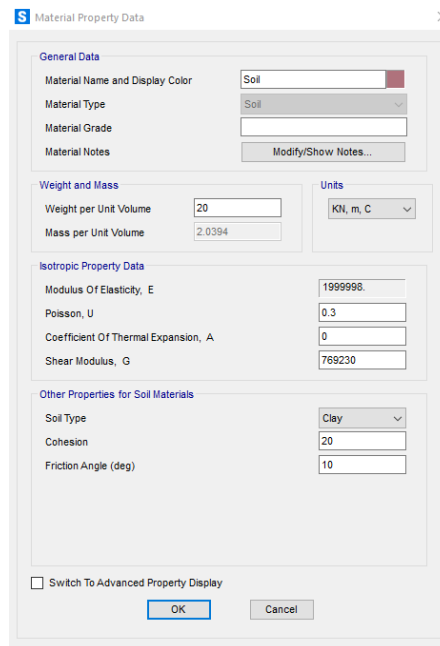 S Material Property Data
General Data
Material Name and Display Color Soil
Material Type Soil
Material Grade
Material Notes Modify/Show Notes...
Weight and Mass Units
Weight per Unit Volume 20 KN, m, C
Mass per Unit Volume 2.0394
Isotropic Property Data
Modulus Of Elasticity, E 1999998.
Poisson, U 0.3
Coefficient Of Thermal Expansion, A 0
Shear Modulus, G 769230
Other Properties for Soil Materials
Soil Type Clay
Cohesion 20
Friction Angle (deg) 10
Switch To Advanced Property Display
OK Cancel